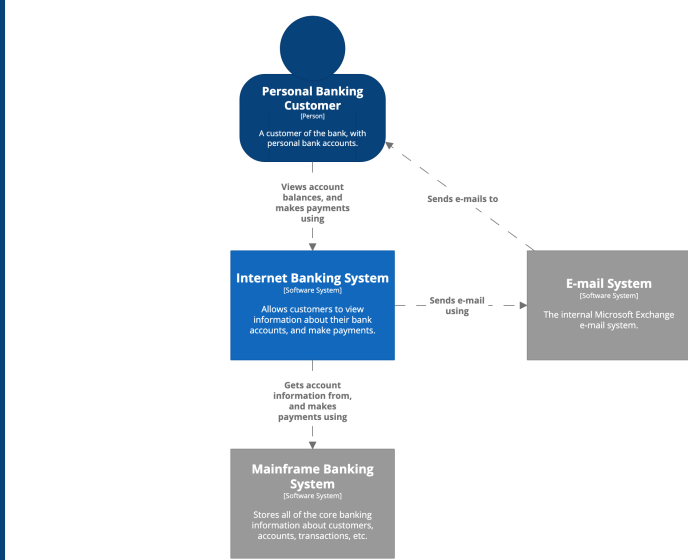 Personal Banking
Customer
[Person]
A customer of the bank, with
personal bank accounts.
Views account
balances, and
makes payments
using
Sends e-mails to
Internet Banking System
[Software System]
Allows customers to view
information about their bank
accounts, and make payments.
Sends e-mail
using
E-mail System
[Software System]
The internal Microsoft Exchange
e-mail system.
Gets account
information from,
and makes
payments using
Mainframe Banking
System
[Software System]
Stores all of the core banking
information about customers,
accounts, transactions, etc.